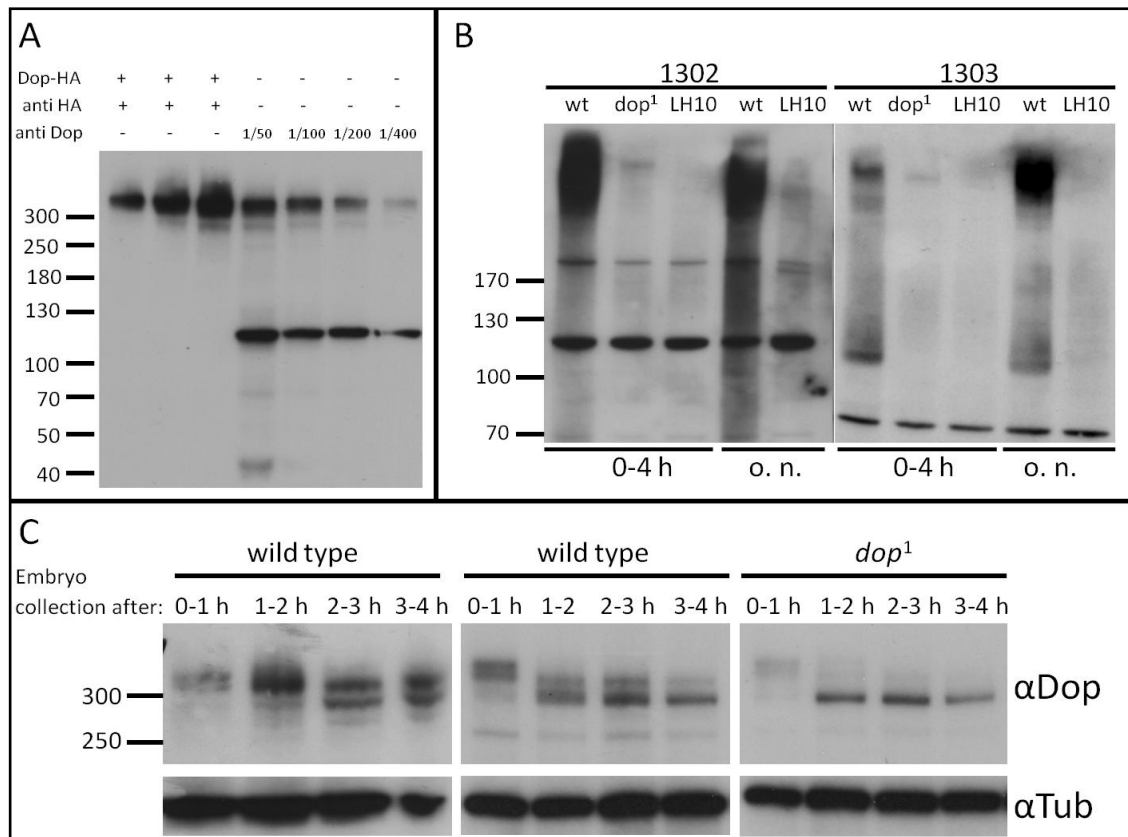 A
Dop-HA + + + - - - -
anti HA + + + - - - -
anti Dop - - - 1/50 1/100 1/200 1/400
300
250
180
130
100
70
50
40
B
1302 1303
wt dop¹ LH10 wt LH10 wt dop¹ LH10 wt LH10
170
130
100
70
0-4 h o. n. 0-4 h o. n.
C
wild type wild type dop¹
Embryo
collection after: 0-1 h 1-2 h 2-3 h 3-4 h 0-1 h 1-2 2-3 h 3-4 h 0-1 h 1-2 h 2-3 h 3-4 h
300
250
αDop
αTub